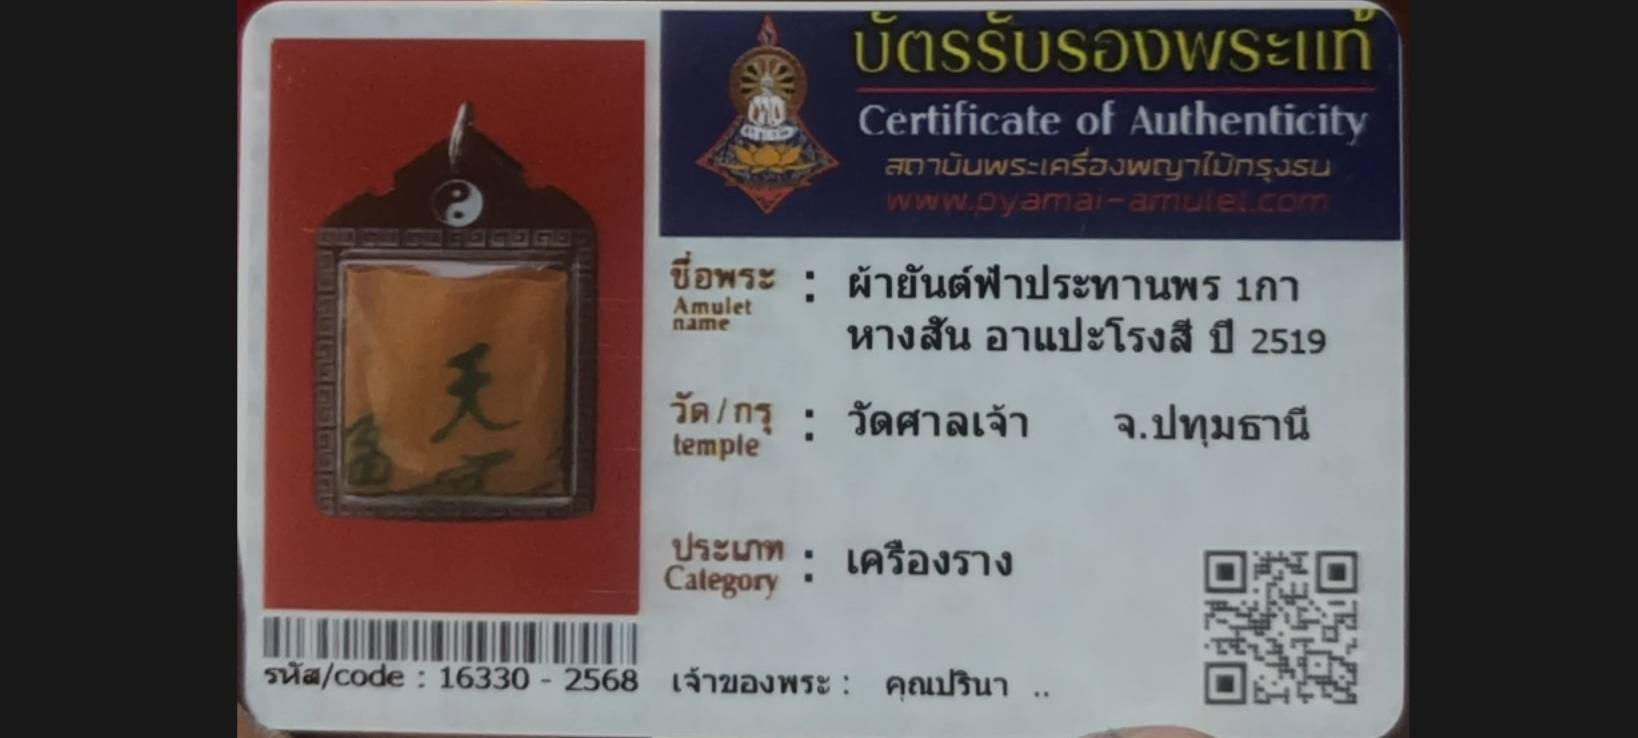 บัตรรับรองพระแท้
Certificate of Authenticity
สถาบันพระเครื่องพญาไม้กรุงธน
www.pyamai-amulet.com
ชื่อพระ : ผ้ายันต์ฟ้าประทานพร 1กา
Amulet name
หางสั้น อาแปะโรงสี ปี 2519
วัด/กรุ : วัดศาลเจ้า จ.ปทุมธานี
temple
ประเภท : เครื่องราง
Category
天
รหัส/code : 16330 - 2568
เจ้าของพระ : คุณปรินา ..